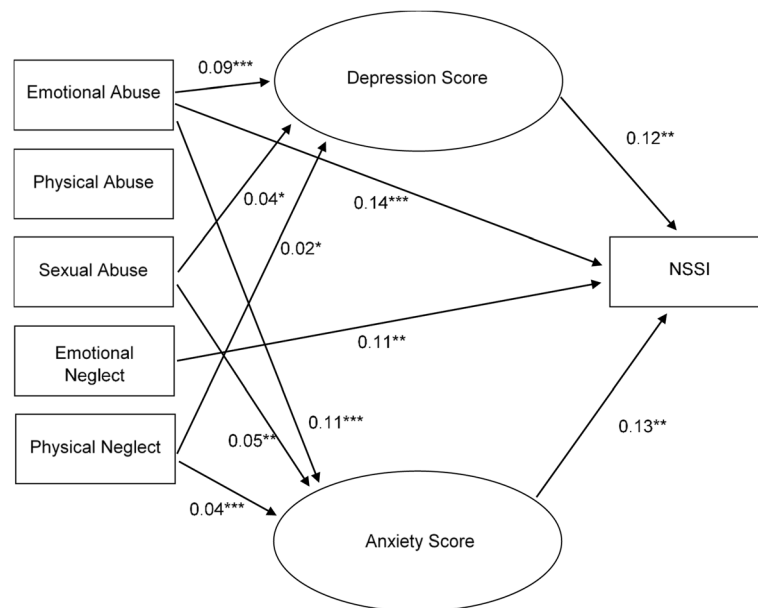 0.09***
Depression Score
Emotional Abuse
0.12**
Physical Abuse
0.04*
0.14***
Sexual Abuse
0.02*
NSSI
Emotional
Neglect
0.11**
Physical Neglect
0.05**
0.11***
0.13**
0.04***
Anxiety Score